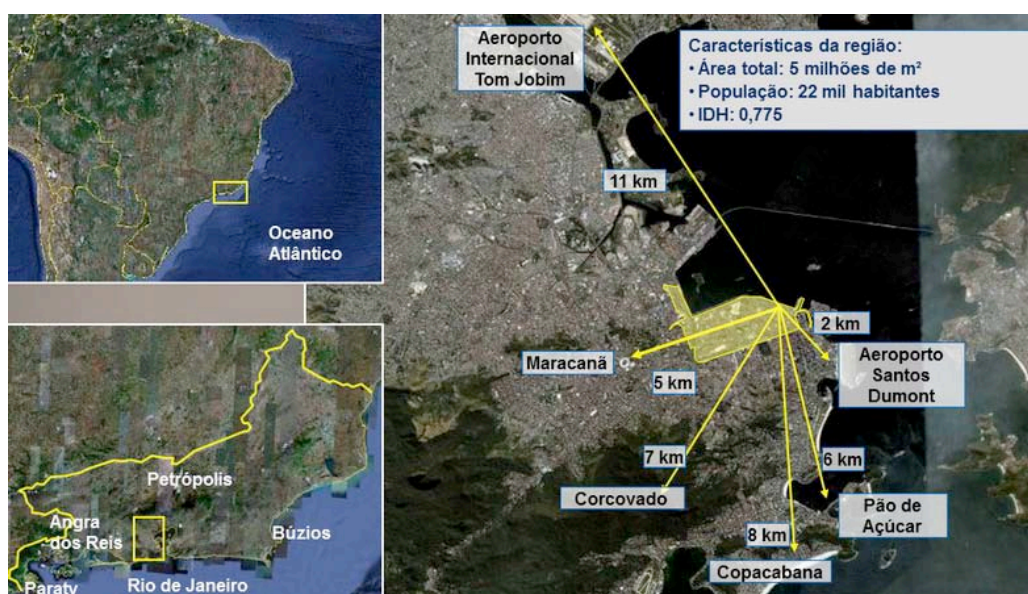 Oceano
Atlântico
Petrópolis
Angra
dos Reis
Búzios
Paraty
Rio de Janeiro
Aeroporto
Internacional
Tom Jobim
Características da região:
• Área total: 5 milhões de m²
• População: 22 mil habitantes
• IDH: 0,775
11 km
2 km
Maracanã
5 km
Aeroporto
Santos
Dumont
7 km
6 km
Corcovado
Pão de
Açúcar
8 km
Copacabana